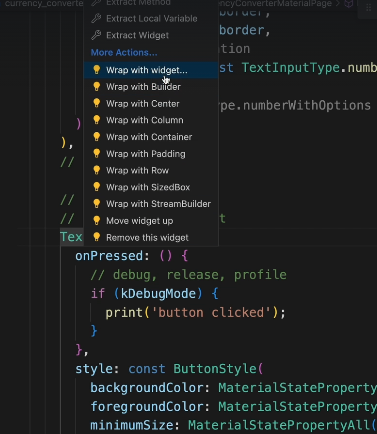 currency_converter
ncyConverterMaterialPage >
Extract Method
border,
Extract Local Variable
border,
Extract Widget
ation
More Actions...
Wrap with widget...
st TextInputType.numb
Wrap with Builder
Wrap with Center
ype.numberWithOptions
Wrap with Column
)
Wrap with Container
),
Wrap with Padding
//
Wrap with Row
Wrap with SizedBox
//
Wrap with StreamBuilder
//
Move widget up
t
Tex
Remove this widget
onPressed: () {
// debug, release, profile
if (kDebugMode) {
print('button clicked');
}
},
style: const ButtonStyle(
backgroundColor: MaterialStateProperty
foregroundColor: MaterialStateProperty
minimumSize: MaterialStatePropertyAll(